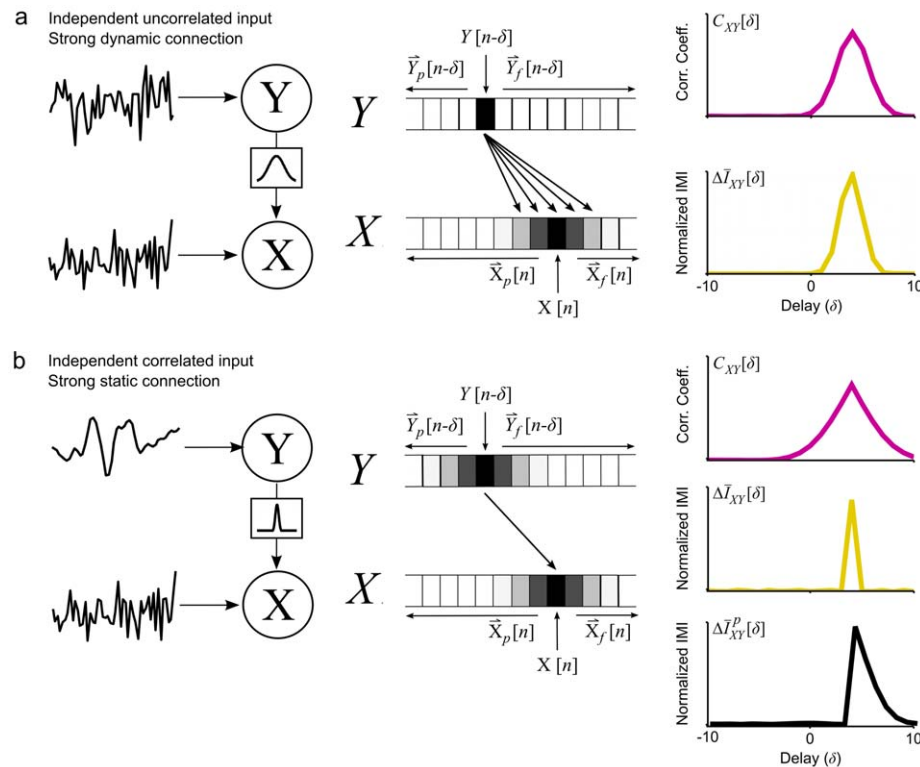 a
Independent uncorrelated input
Strong dynamic connection
Y
X
Y[n-δ]
Y⃗p[n-δ]
Y⃗f[n-δ]
Y
X
X⃗p[n]
X⃗f[n]
X[n]
CXY[δ]
Corr. Coeff.
ΔĪXY[δ]
Normalized IMI
-10 0 10
Delay (δ)
b
Independent correlated input
Strong static connection
Y
X
Y[n-δ]
Y⃗p[n-δ]
Y⃗f[n-δ]
Y
X
X⃗p[n]
X⃗f[n]
X [n]
CXY[δ]
Corr. Coeff.
ΔĪXY[δ]
Normalized IMI
ΔĪᵖXY[δ]
Normalized IMI
-10 0 10
Delay (δ)